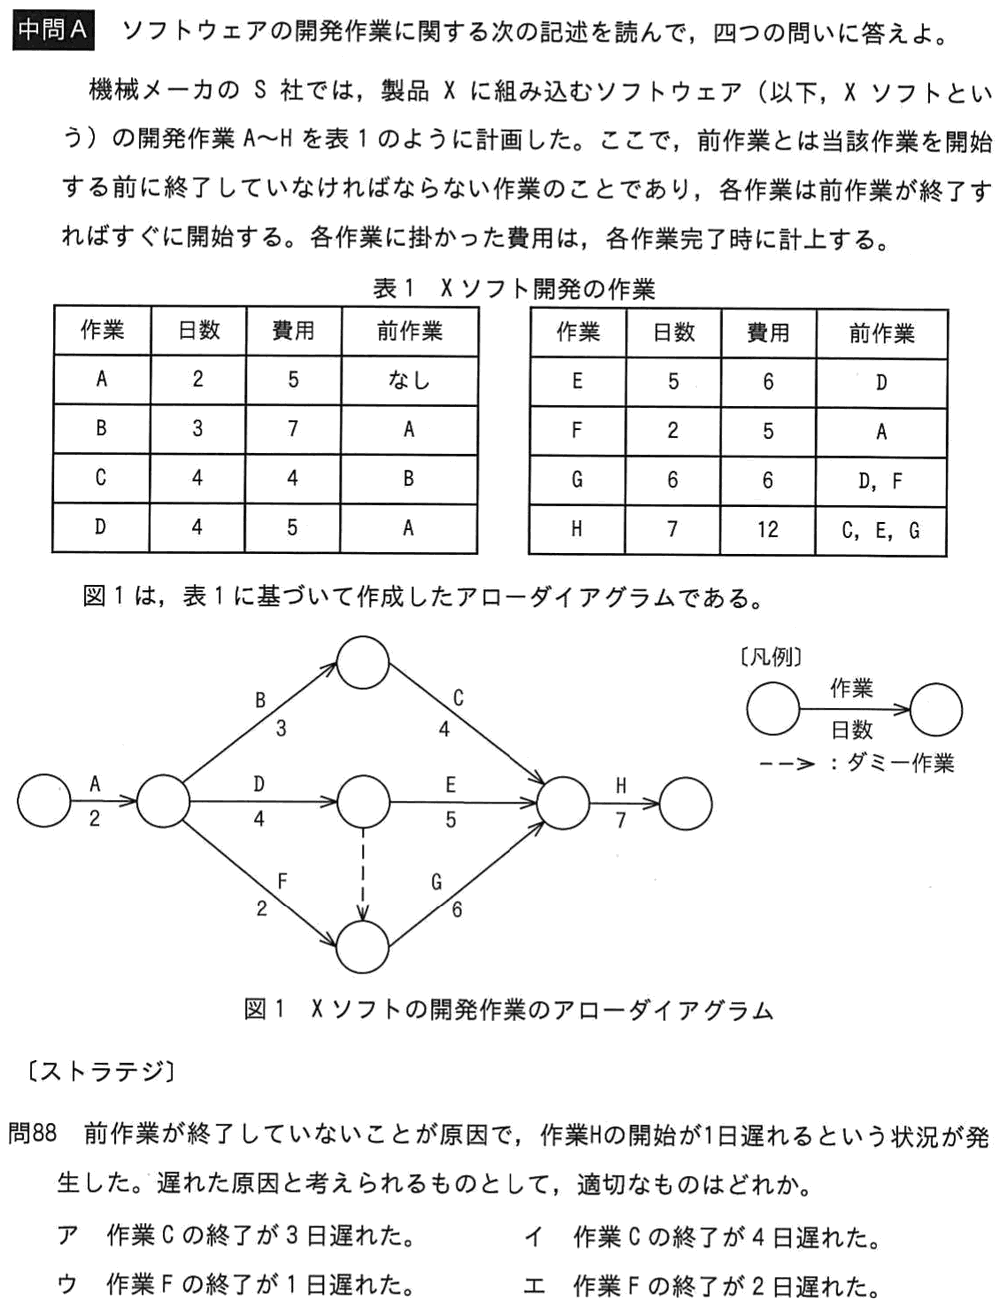 中問A ソフトウェアの開発作業に関する次の記述を読んで，四つの問いに答えよ。
機械メーカの S 社では，製品 X に組み込むソフトウェア（以下，X ソフトとい
う）の開発作業 A～H を表 1 のように計画した。ここで，前作業とは当該作業を開始
する前に終了していなければならない作業のことであり，各作業は前作業が終了す
ればすぐに開始する。各作業に掛かった費用は，各作業完了時に計上する。
表 1 X ソフト開発の作業
作業 日数 費用 前作業
A 2 5 なし
B 3 7 A
C 4 4 B
D 4 5 A
作業 日数 費用 前作業
E 5 6 D
F 2 5 A
G 6 6 D，F
H 7 12 C，E，G
図 1 は，表 1 に基づいて作成したアローダイアグラムである。
A
2
B
3
C
4
D
4
E
5
F
2
G
6
H
7
〔凡例〕
作業
日数
：ダミー作業
図 1 X ソフトの開発作業のアローダイアグラム
〔ストラテジ〕
問88 前作業が終了していないことが原因で，作業Hの開始が1日遅れるという状況が発
生した。遅れた原因と考えられるものとして，適切なものはどれか。
ア 作業 C の終了が 3 日遅れた。
イ 作業 C の終了が 4 日遅れた。
ウ 作業 F の終了が 1 日遅れた。
エ 作業 F の終了が 2 日遅れた。